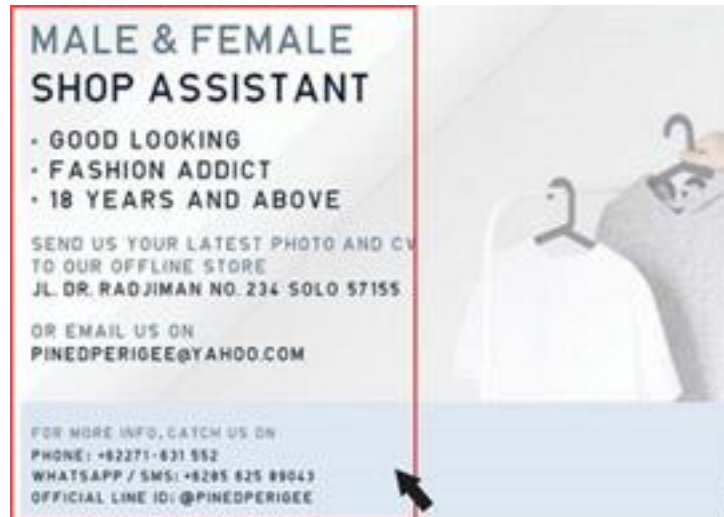 MALE & FEMALE
SHOP ASSISTANT
· GOOD LOOKING
· FASHION ADDICT
· 18 YEARS AND ABOVE
SEND US YOUR LATEST PHOTO AND CV
TO OUR OFFLINE STORE
JL. DR. RADJIMAN NO. 234 SOLO 57155
OR EMAIL US ON
PINEDPERIGEE@YAHOO.COM
FOR MORE INFO, CATCH US ON
PHONE: +62271-631 552
WHATSAPP / SMS: +6285 625 89043
OFFICIAL LINE ID: @PINEDPERIGEE